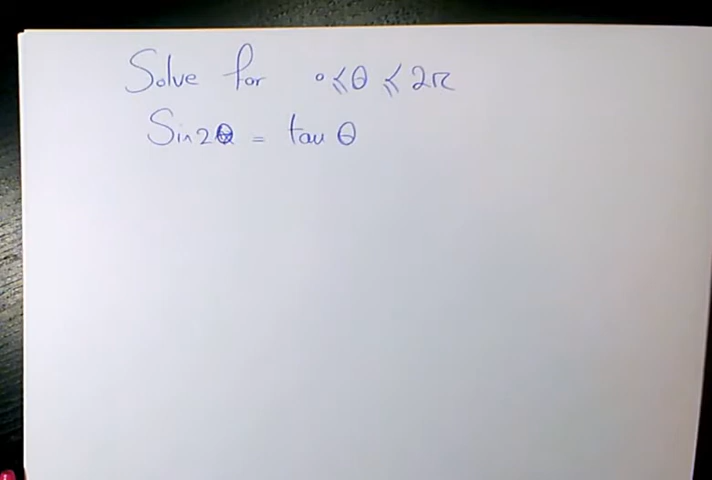 Solve for 0 ⩽ θ ⩽ 2π
Sin2θ = tan θ